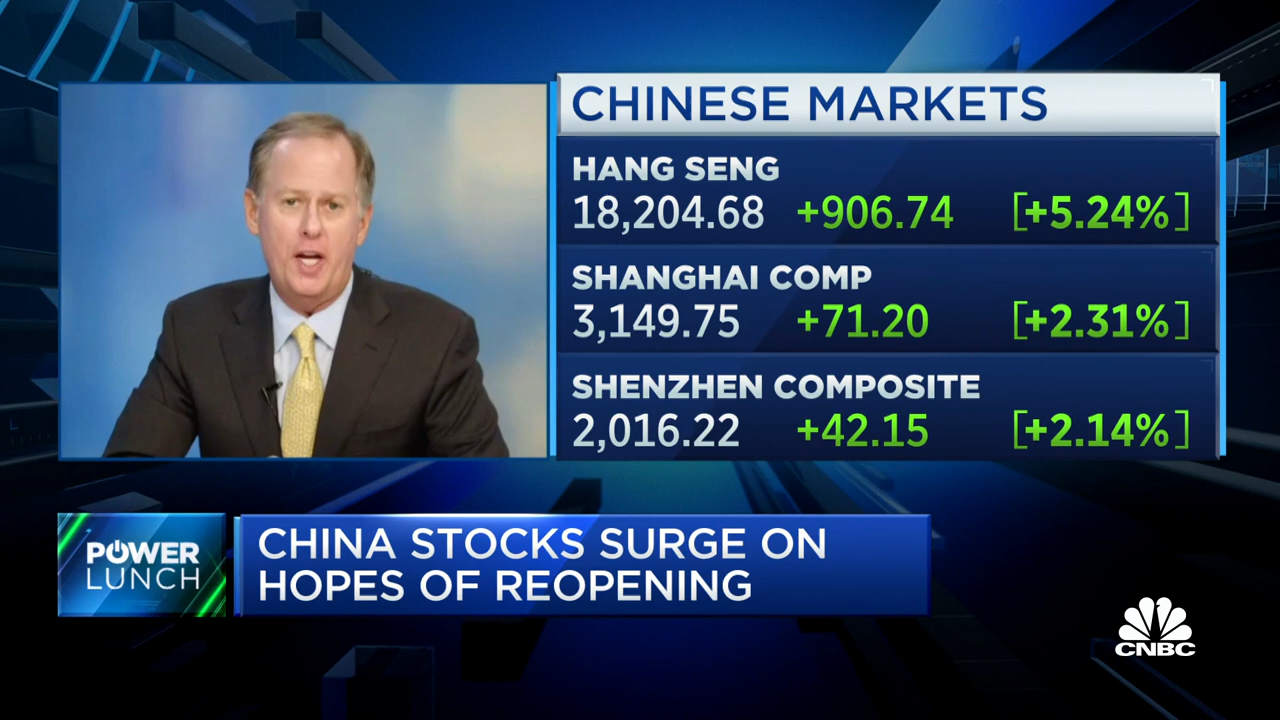 CHINESE MARKETS
HANG SENG
18,204.68 +906.74 [+5.24%]
SHANGHAI COMP
3,149.75 +71.20 [+2.31%]
SHENZHEN COMPOSITE
2,016.22 +42.15 [+2.14%]
POWER
LUNCH
CHINA STOCKS SURGE ON
HOPES OF REOPENING
CNBC